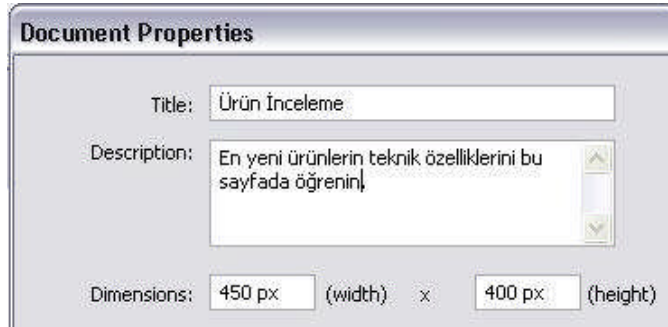 Document Properties
Title: Ürün İnceleme
Description: En yeni ürünlerin teknik özelliklerini bu
sayfada öğrenin.
Dimensions: 450 px (width) x 400 px (height)